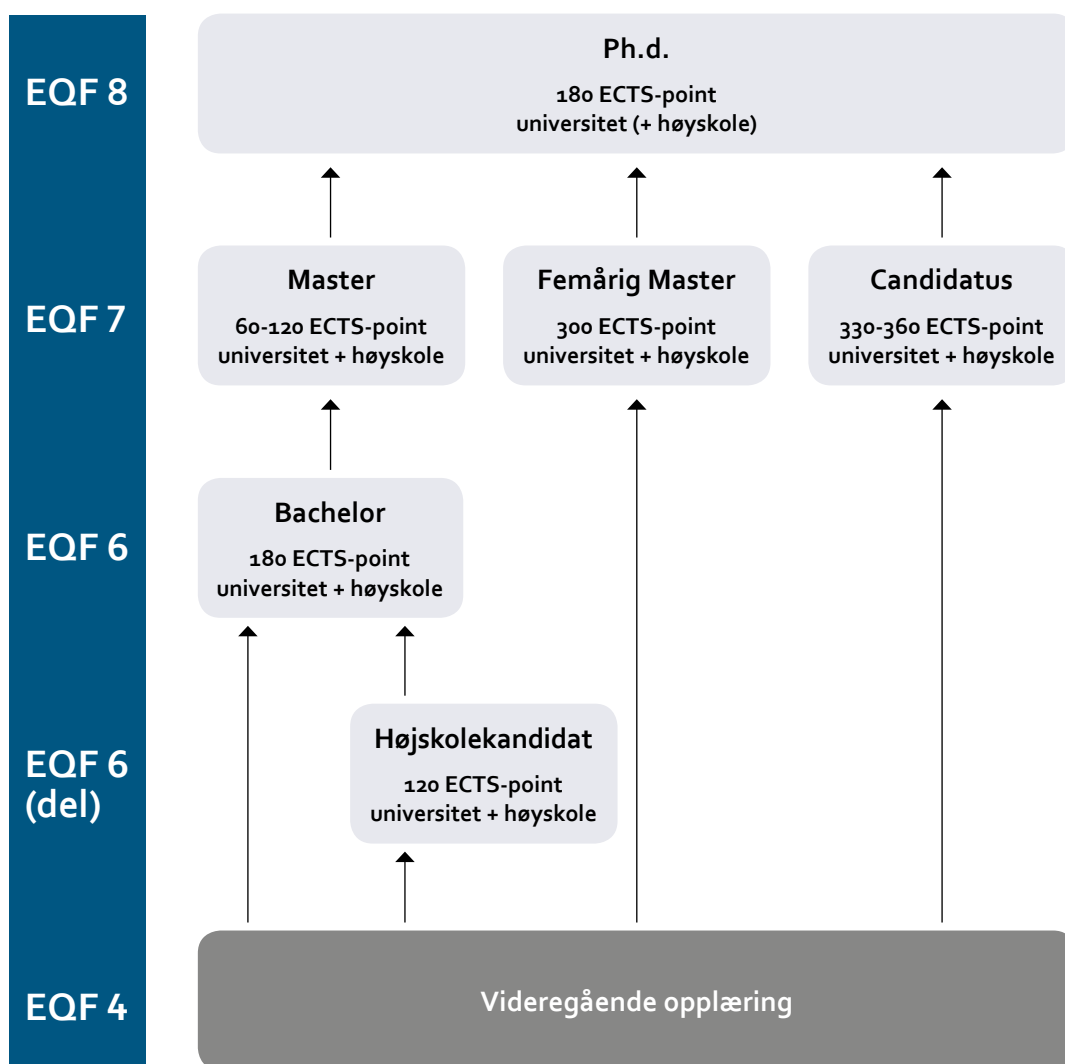 EQF 8
Ph.d.
180 ECTS-point
universitet (+ høyskole)
EQF 7
Master
60-120 ECTS-point
universitet + høyskole
Femårig Master
300 ECTS-point
universitet + høyskole
Candidatus
330-360 ECTS-point
universitet + høyskole
EQF 6
Bachelor
180 ECTS-point
universitet + høyskole
EQF 6
(del)
Højskolekandidat
120 ECTS-point
universitet + høyskole
EQF 4
Videregående opplæring